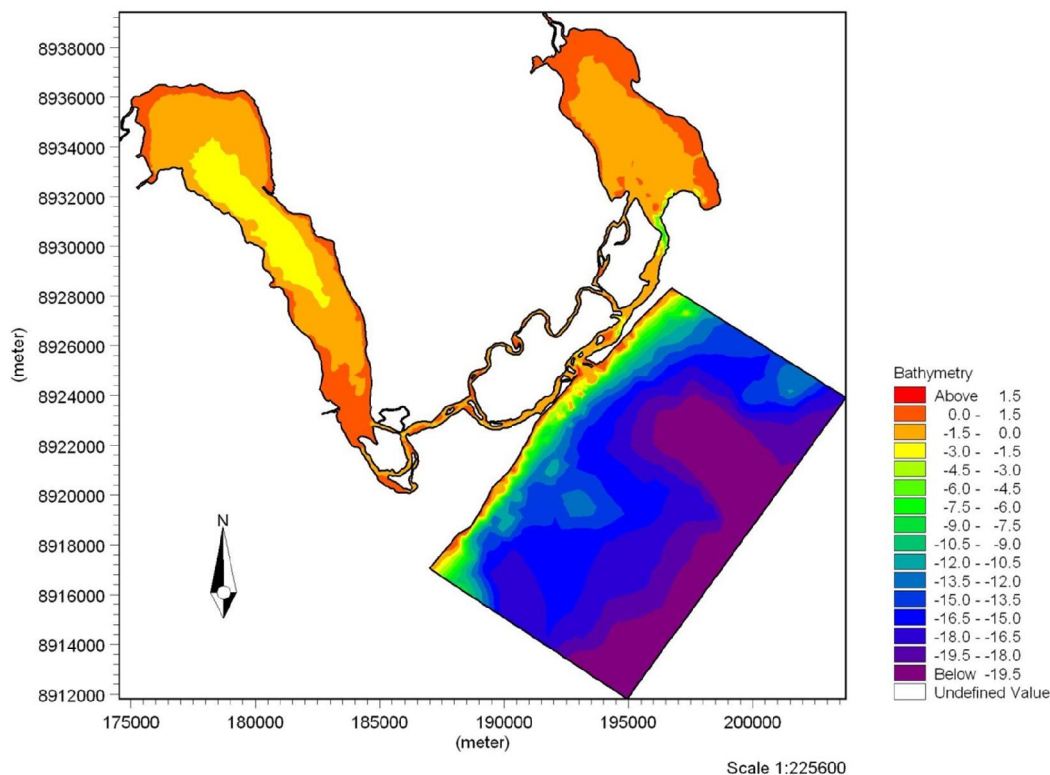 8938000
8936000
8934000
8932000
8930000
8928000
8926000
8924000
8922000
8920000
8918000
8916000
8914000
8912000
(meter)
N
175000 180000 185000 190000 195000 200000
(meter)
Bathymetry
Above 1.5
0.0 - 1.5
-1.5 - 0.0
-3.0 - -1.5
-4.5 - -3.0
-6.0 - -4.5
-7.5 - -6.0
-9.0 - -7.5
-10.5 - -9.0
-12.0 - -10.5
-13.5 - -12.0
-15.0 - -13.5
-16.5 - -15.0
-18.0 - -16.5
-19.5 - -18.0
Below -19.5
Undefined Value
Scale 1:225600